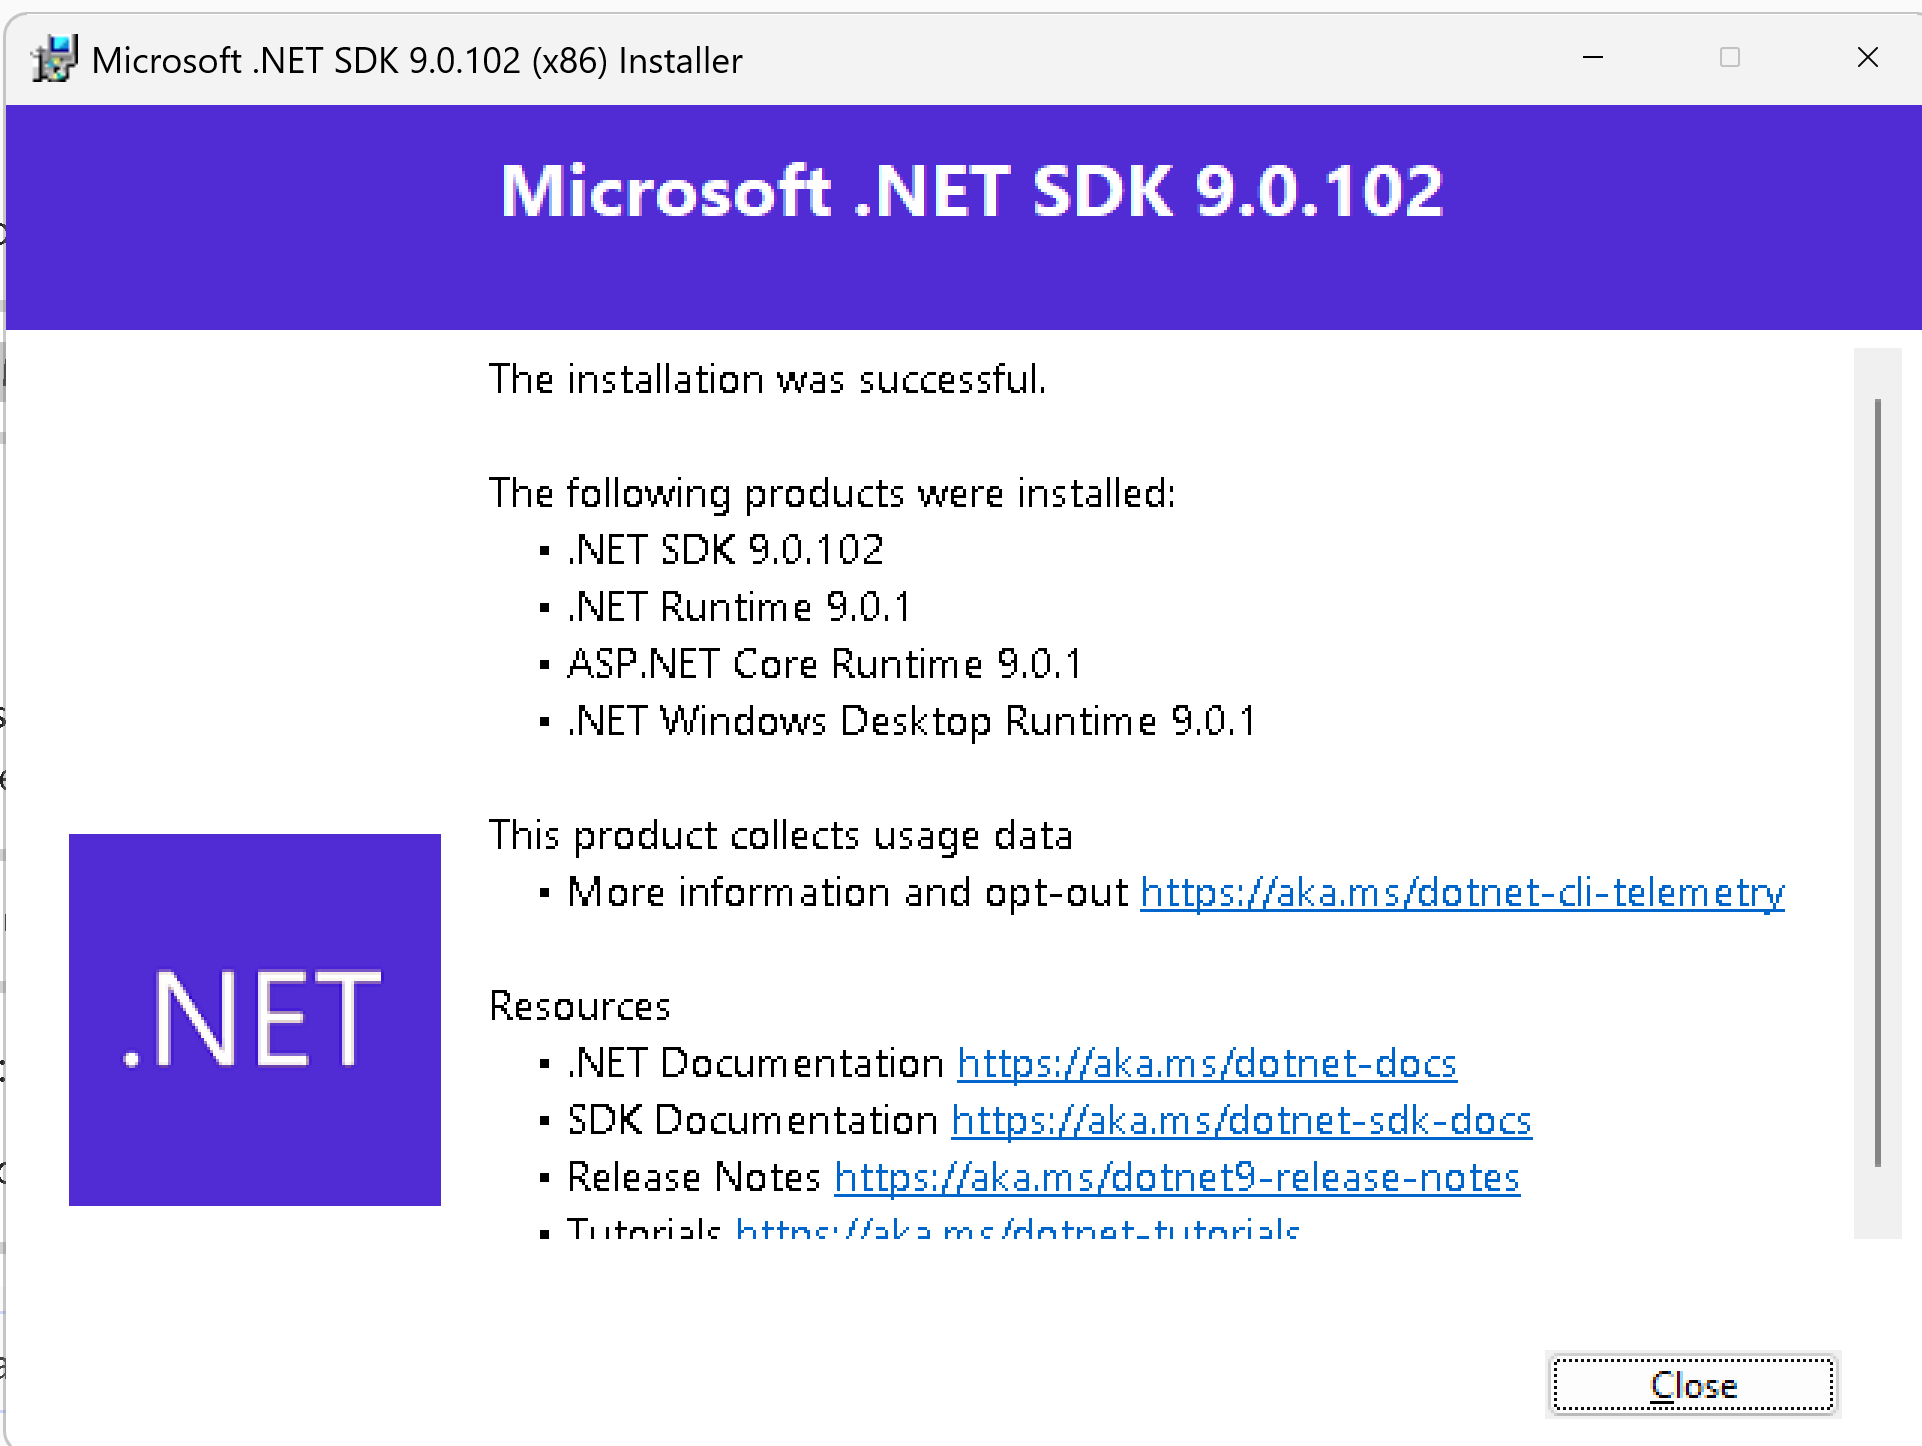 Microsoft .NET SDK 9.0.102 (x86) Installer
Microsoft .NET SDK 9.0.102
The installation was successful.
The following products were installed:
▪ .NET SDK 9.0.102
▪ .NET Runtime 9.0.1
▪ ASP.NET Core Runtime 9.0.1
▪ .NET Windows Desktop Runtime 9.0.1
This product collects usage data
▪ More information and opt-out https://aka.ms/dotnet-cli-telemetry
Resources
▪ .NET Documentation https://aka.ms/dotnet-docs
▪ SDK Documentation https://aka.ms/dotnet-sdk-docs
▪ Release Notes https://aka.ms/dotnet9-release-notes
▪ Tutorials https://aka.ms/dotnet-tutorials
.NET
Close